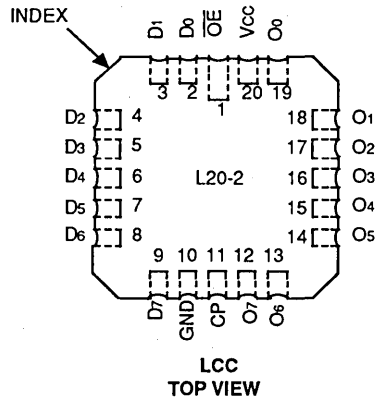 INDEX
D1 D0 OE VCC O0
3 2 1 20 19
D2 4 18 O1
D3 5 17 O2
D4 6 L20-2 16 O3
D5 7 15 O4
D6 8 14 O5
9 10 11 12 13
D7 GND CP O7 O6
LCC
TOP VIEW